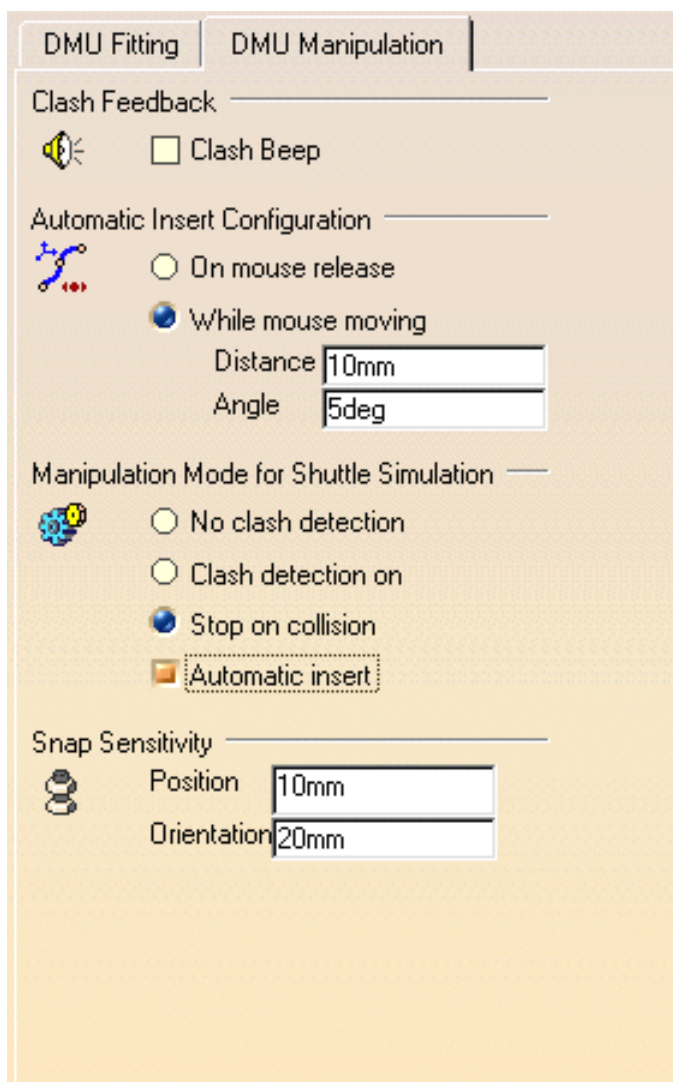 DMU Fitting DMU Manipulation
Clash Feedback
Clash Beep
Automatic Insert Configuration
On mouse release
While mouse moving
Distance 10mm
Angle 5deg
Manipulation Mode for Shuttle Simulation
No clash detection
Clash detection on
Stop on collision
Automatic insert
Snap Sensitivity
Position 10mm
Orientation 20mm